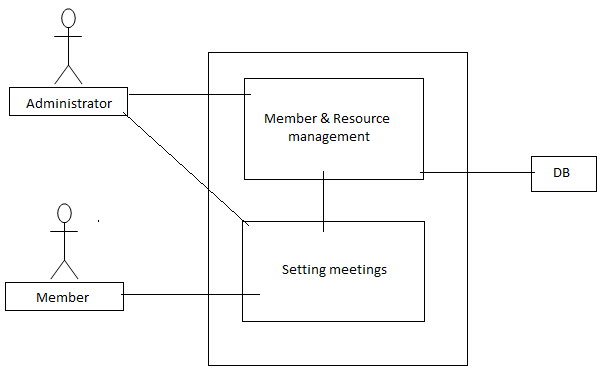 Administrator
Member & Resource
management
DB
Setting meetings
Member